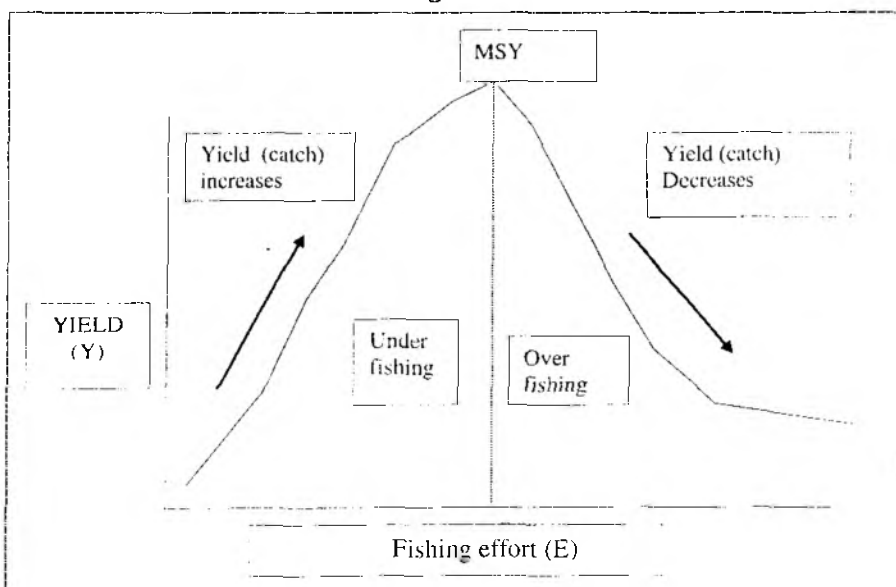 MSY
Yield (catch)
increases
Yield (catch)
Decreases
YIELD
(Y)
Under
fishing
Over
fishing
Fishing effort (E)